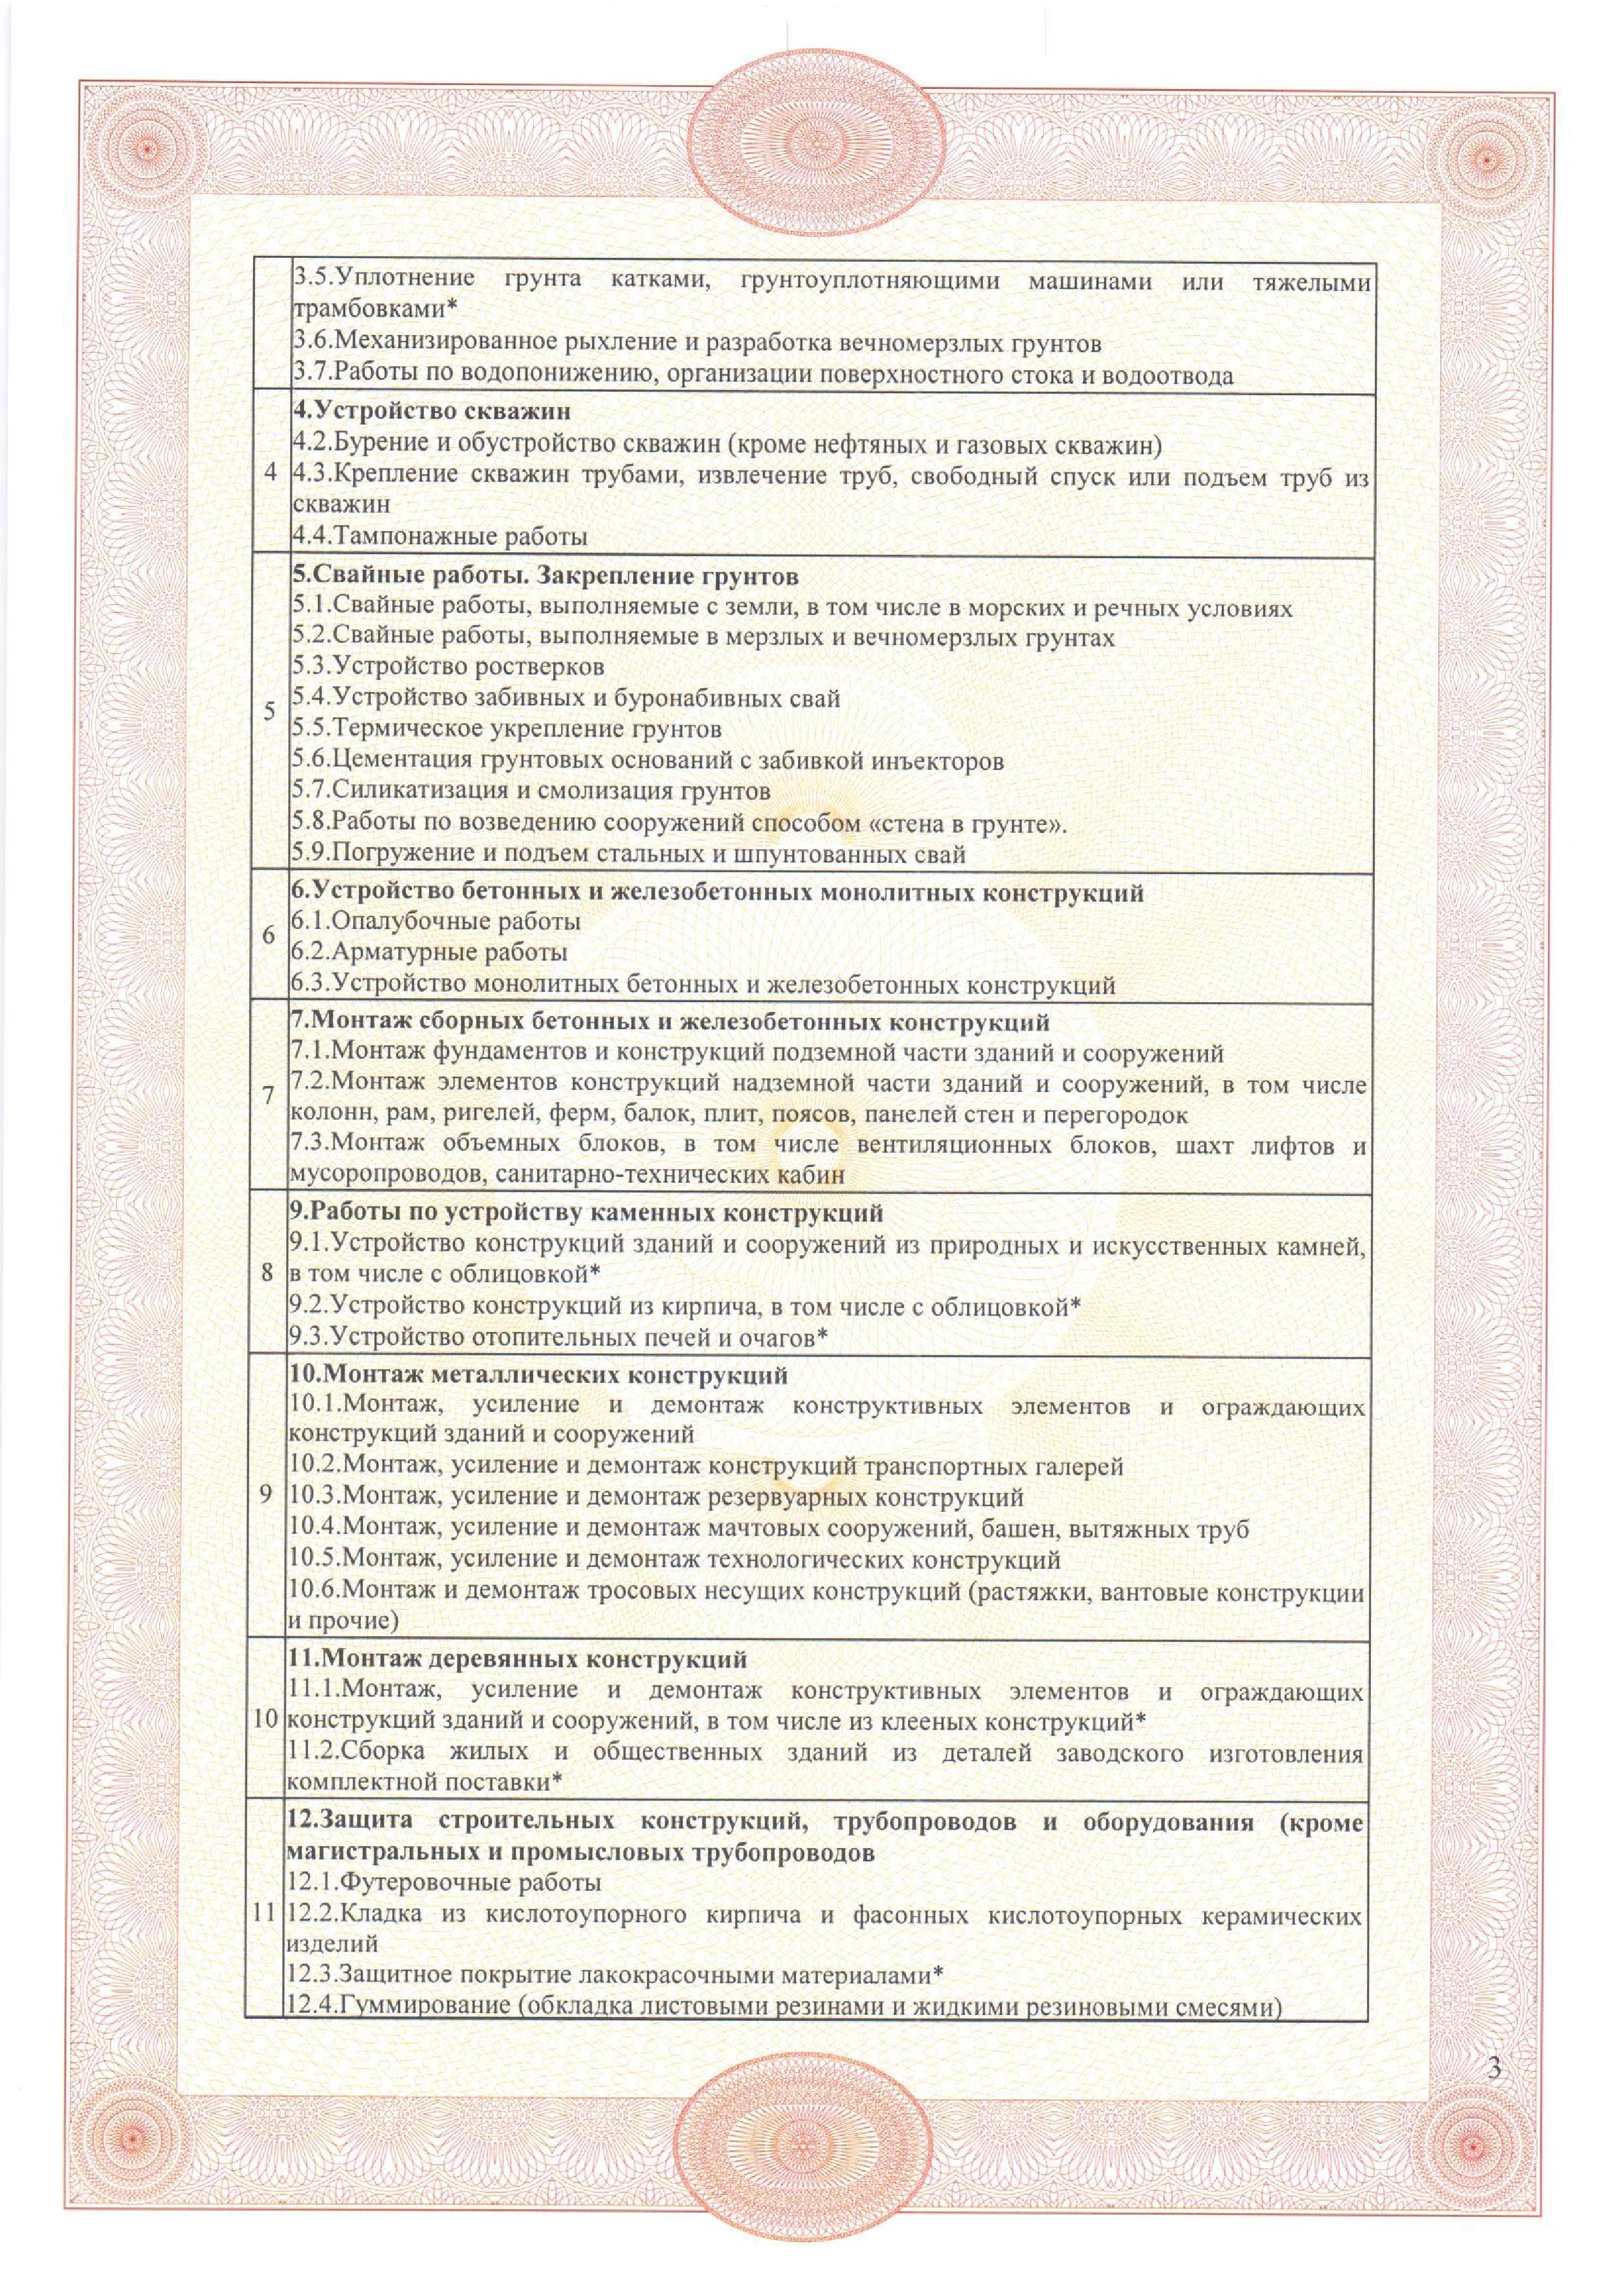 3.5.Уплотнение грунта катками, грунтоуплотняющими машинами или тяжелыми
трамбовками*
3.6.Механизированное рыхление и разработка вечномерзлых грунтов
3.7.Работы по водопонижению, организации поверхностного стока и водоотвода
4.Устройство скважин
4.2.Бурение и обустройство скважин (кроме нефтяных и газовых скважин)
4 4.3.Крепление скважин трубами, извлечение труб, свободный спуск или подъем труб из
скважин
4.4.Тампонажные работы
5.Свайные работы. Закрепление грунтов
5.1.Свайные работы, выполняемые с земли, в том числе в морских и речных условиях
5.2.Свайные работы, выполняемые в мерзлых и вечномерзлых грунтах
5.3.Устройство ростверков
5 5.4.Устройство забивных и буронабивных свай
5.5.Термическое укрепление грунтов
5.6.Цементация грунтовых оснований с забивкой инъекторов
5.7.Силикатизация и смолизация грунтов
5.8.Работы по возведению сооружений способом «стена в грунте».
5.9.Погружение и подъем стальных и шпунтованных свай
6.Устройство бетонных и железобетонных монолитных конструкций
6 6.1.Опалубочные работы
6.2.Арматурные работы
6.3.Устройство монолитных бетонных и железобетонных конструкций
7.Монтаж сборных бетонных и железобетонных конструкций
7.1.Монтаж фундаментов и конструкций подземной части зданий и сооружений
7 7.2.Монтаж элементов конструкций надземной части зданий и сооружений, в том числе
колонн, рам, ригелей, ферм, балок, плит, поясов, панелей стен и перегородок
7.3.Монтаж объемных блоков, в том числе вентиляционных блоков, шахт лифтов и
мусоропроводов, санитарно-технических кабин
9.Работы по устройству каменных конструкций
9.1.Устройство конструкций зданий и сооружений из природных и искусственных камней,
8 в том числе с облицовкой*
9.2.Устройство конструкций из кирпича, в том числе с облицовкой*
9.3.Устройство отопительных печей и очагов*
10.Монтаж металлических конструкций
10.1.Монтаж, усиление и демонтаж конструктивных элементов и ограждающих
конструкций зданий и сооружений
10.2.Монтаж, усиление и демонтаж конструкций транспортных галерей
9 10.3.Монтаж, усиление и демонтаж резервуарных конструкций
10.4.Монтаж, усиление и демонтаж мачтовых сооружений, башен, вытяжных труб
10.5.Монтаж, усиление и демонтаж технологических конструкций
10.6.Монтаж и демонтаж тросовых несущих конструкций (растяжки, вантовые конструкции
и прочие)
11.Монтаж деревянных конструкций
11.1.Монтаж, усиление и демонтаж конструктивных элементов и ограждающих
10 конструкций зданий и сооружений, в том числе из клееных конструкций*
11.2.Сборка жилых и общественных зданий из деталей заводского изготовления
комплектной поставки*
12.Защита строительных конструкций, трубопроводов и оборудования (кроме
магистральных и промысловых трубопроводов
12.1.Футеровочные работы
11 12.2.Кладка из кислотоупорного кирпича и фасонных кислотоупорных керамических
изделий
12.3.Защитное покрытие лакокрасочными материалами*
12.4.Гуммирование (обкладка листовыми резинами и жидкими резиновыми смесями)
3